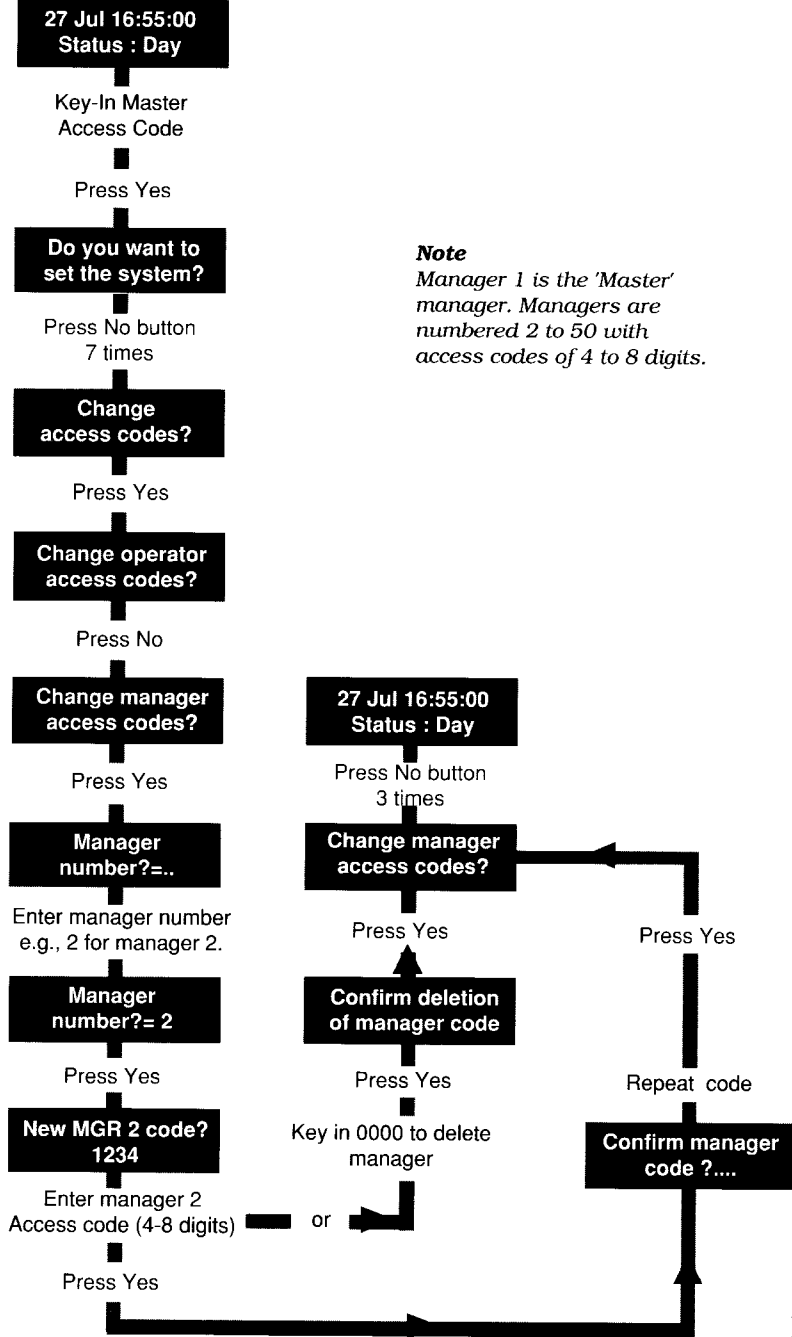 27 Jul 16:55:00
Status : Day
Key-In Master
Access Code
Press Yes
Do you want to
set the system?
Press No button
7 times
Change
access codes?
Press Yes
Change operator
access codes?
Press No
Change manager
access codes?
Press Yes
Manager
number?=..
Enter manager number
e.g., 2 for manager 2.
Manager
number?= 2
Press Yes
New MGR 2 code?
1234
Enter manager 2
Access code (4-8 digits)
Press Yes
or
Key in 0000 to delete
manager
Press Yes
Confirm deletion
of manager code
Press Yes
Change manager
access codes?
Press No button
3 times
27 Jul 16:55:00
Status : Day
Confirm manager
code ?....
Repeat code
Press Yes
Note
Manager 1 is the 'Master'
manager. Managers are
numbered 2 to 50 with
access codes of 4 to 8 digits.